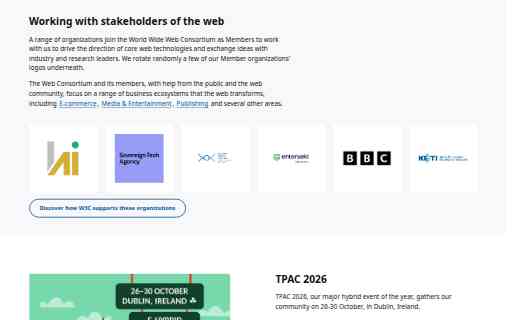 Working with stakeholders of the web
A range of organizations join the World Wide Web Consortium as Members to work
with us to drive the direction of core web technologies and exchange ideas with
industry and research leaders. We rotate randomly a few of our Member organizations'
logos underneath.
The Web Consortium and its members, with help from the public and the web
community, focus on a range of business ecosystems that the web transforms,
including E-commerce, Media & Entertainment, Publishing and several other areas.
Sovereign Tech
Agency
entersekt
BBC
KETI
Discover how W3C supports these organizations
26–30 OCTOBER
DUBLIN, IRELAND
TPAC 2026
TPAC 2026, our major hybrid event of the year, gathers our
community on 26-30 October, in Dublin, Ireland.